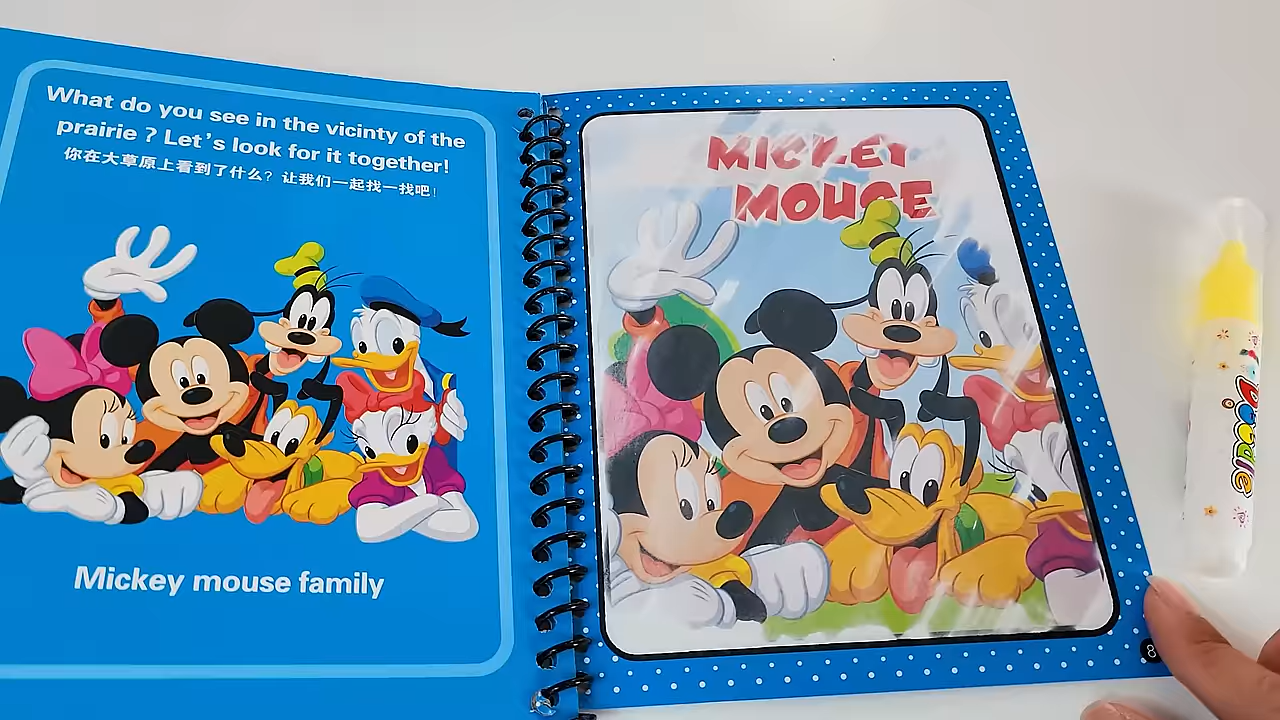 What do you see in the vicinty of the
prairie ? Let's look for it together!
你在大草原上看到了什么？让我们一起找一找吧！
Mickey mouse family
MICKEY
MOUSE
8